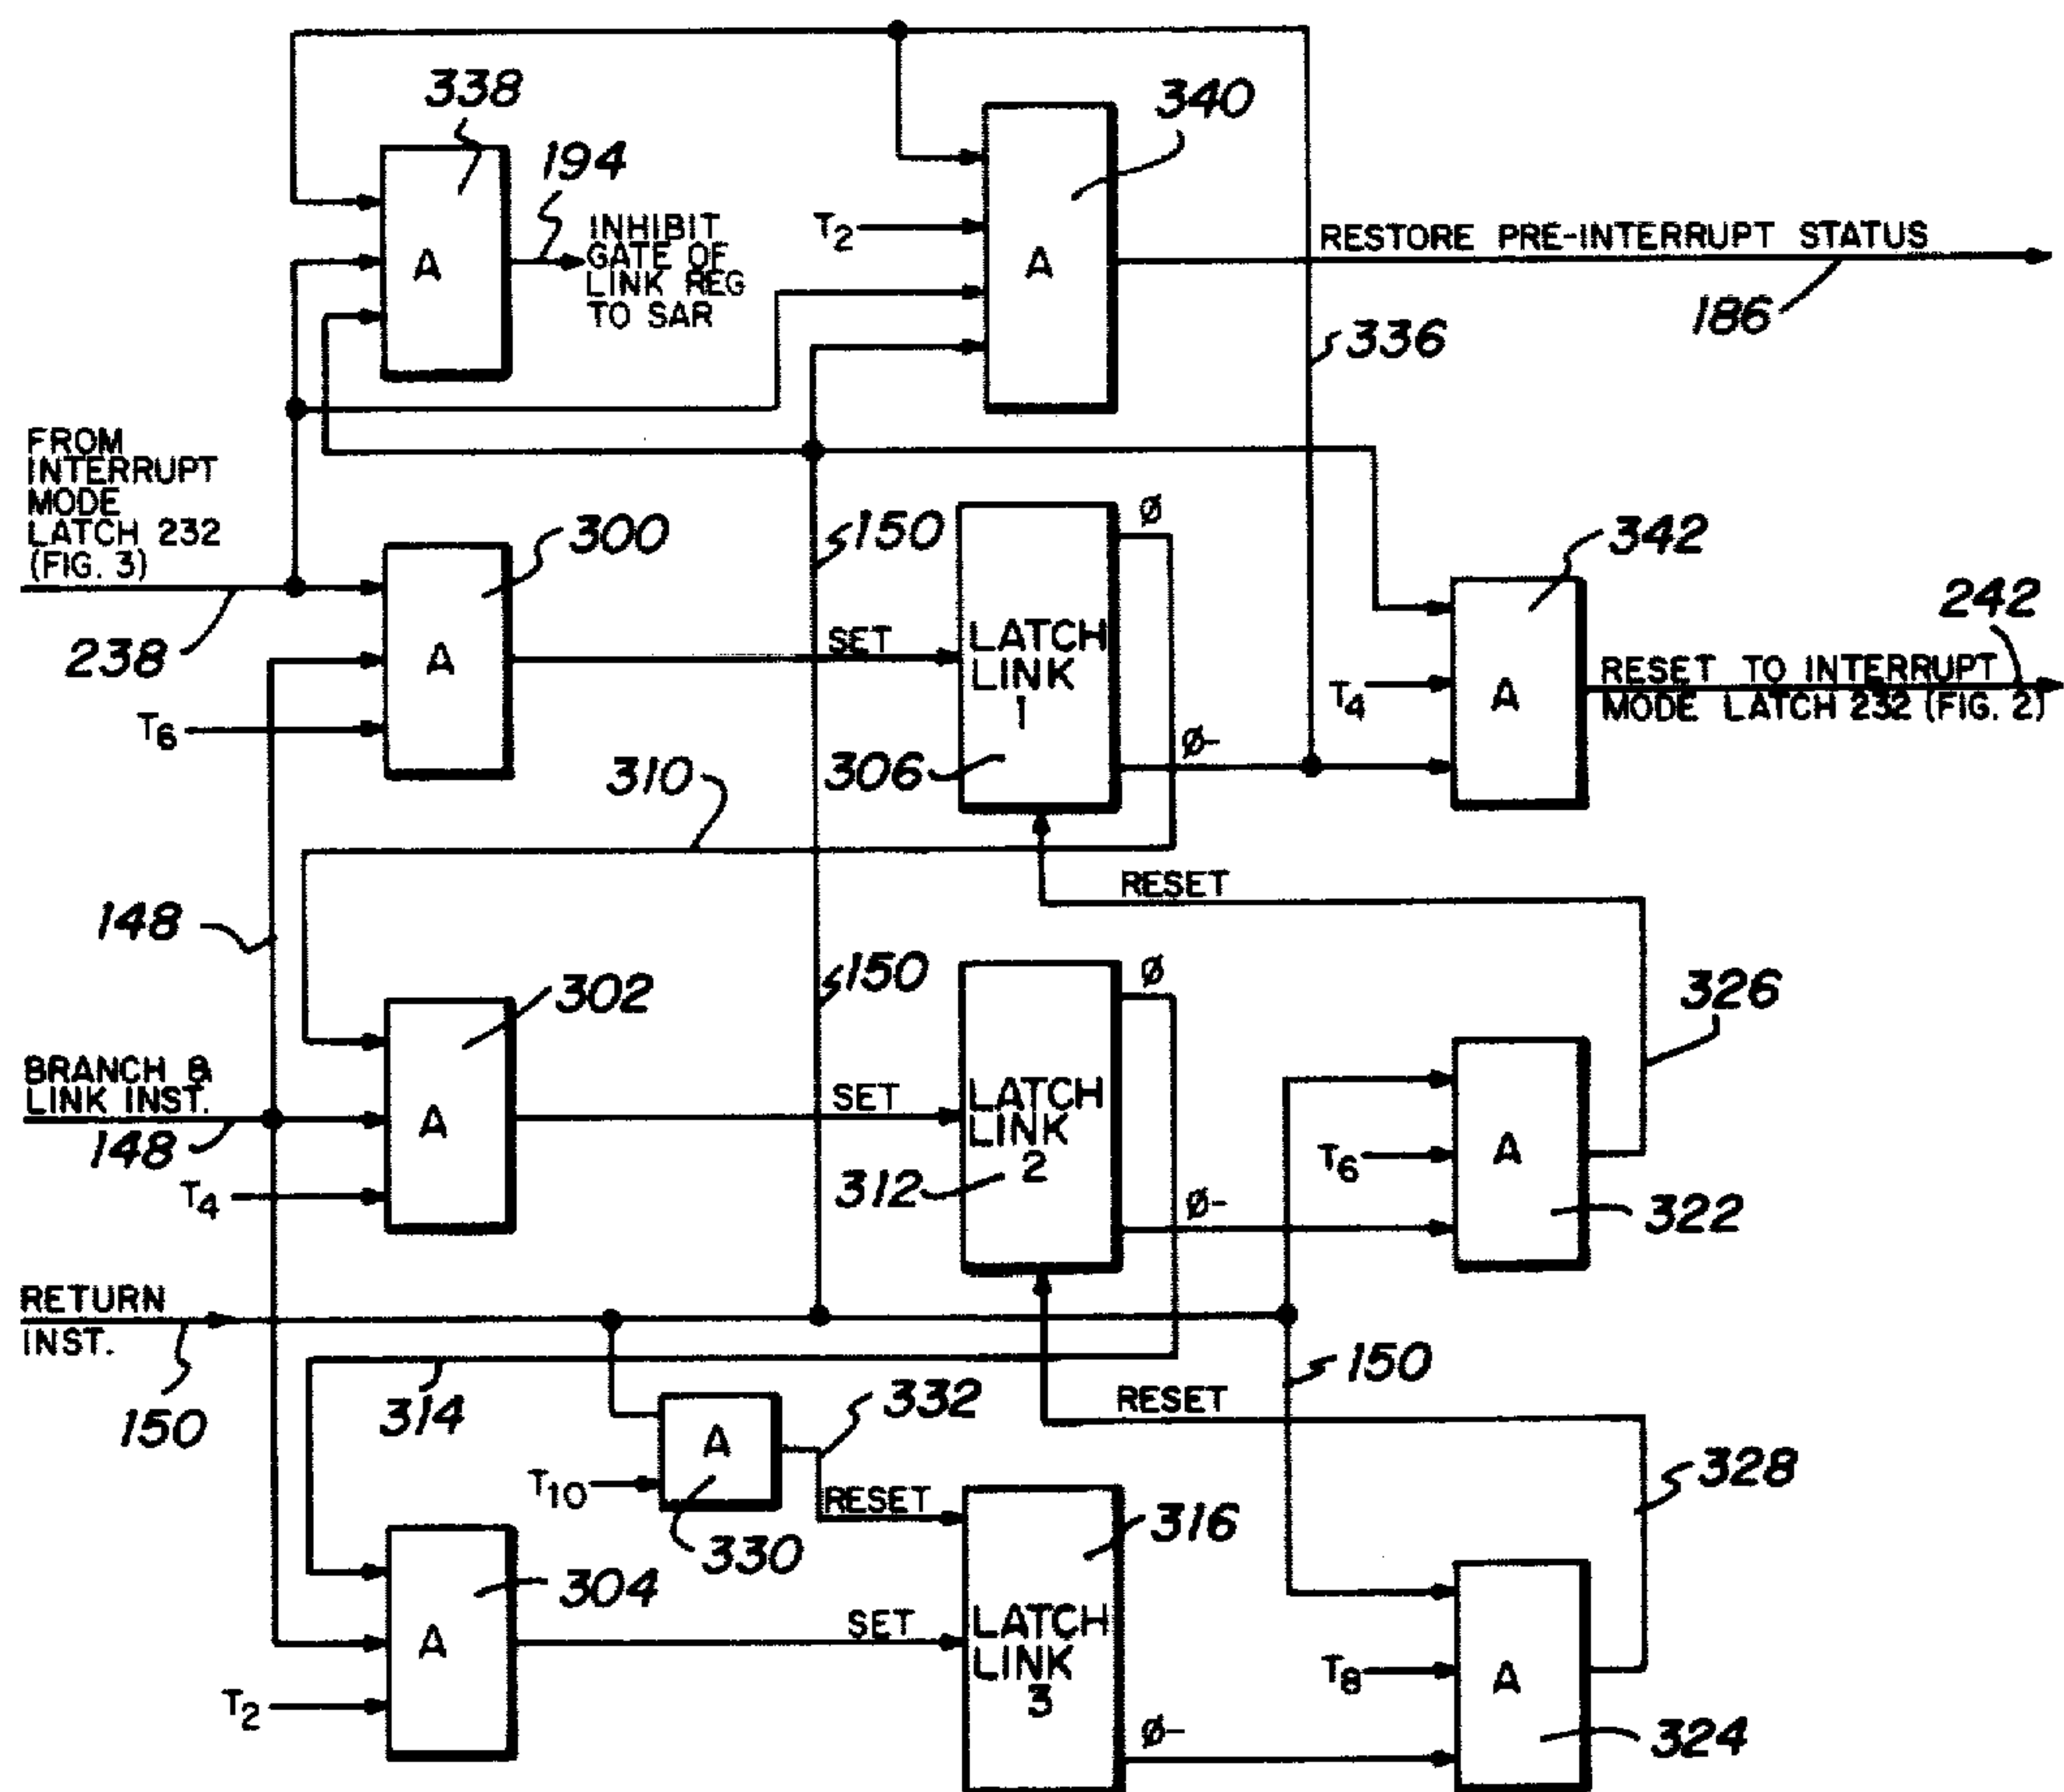 338
340
194
INHIBIT
GATE OF
LINK REG
TO SAR
A
T2
A
RESTORE PRE-INTERRUPT STATUS
186
336
FROM
INTERRUPT
MODE
LATCH 232
(FIG. 3)
238
300
A
T6
SET
150
LATCH
LINK
1
306
Ø
Ø-
342
T4
A
242
RESET TO INTERRUPT
MODE LATCH 232 (FIG. 2)
310
RESET
148
302
150
326
BRANCH &
LINK INST.
148
A
T4
SET
LATCH
LINK
2
312
Ø
Ø-
T6
A
322
RETURN
INST.
150
314
332
150
RESET
A
T10
330
RESET
328
304
A
T2
SET
LATCH
LINK
3
316
Ø-
T8
A
324